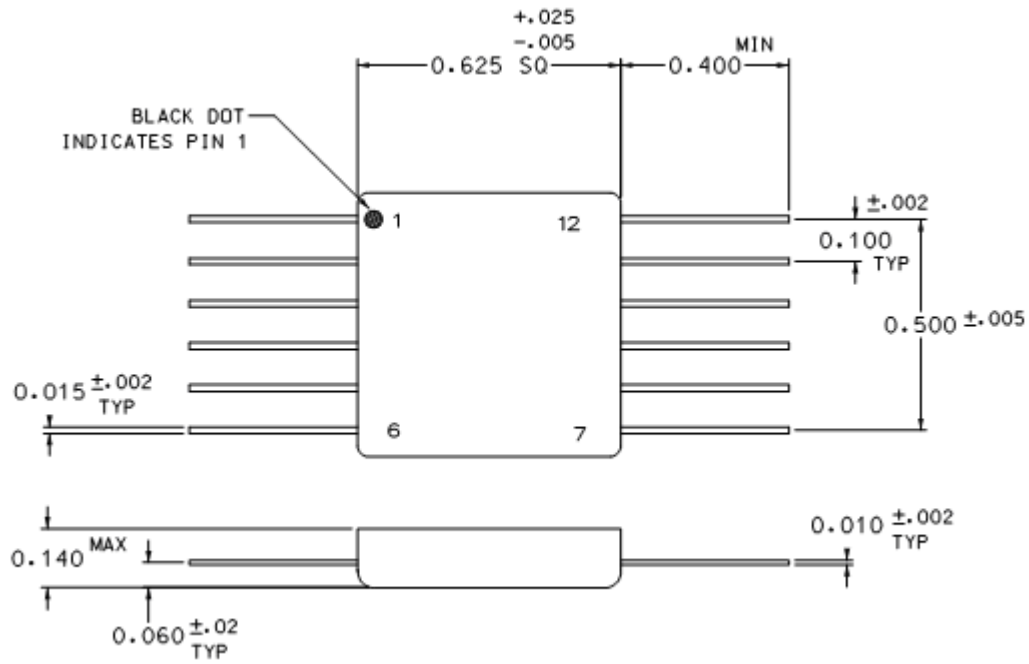 +.025
-.005
0.625 SQ
MIN
0.400
BLACK DOT
INDICATES PIN 1
1
12
±.002
0.100
TYP
0.500 ±.005
0.015 ±.002
TYP
6
7
0.140 MAX
0.010 ±.002
TYP
0.060 ±.02
TYP